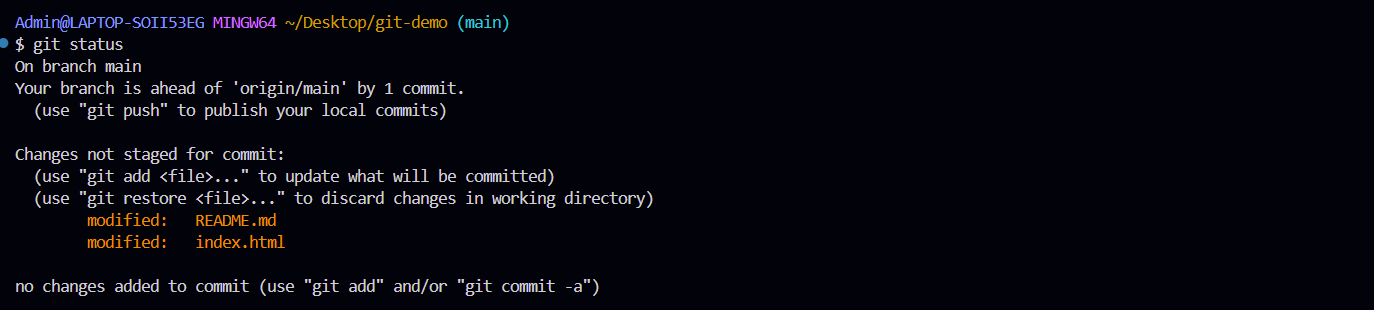 Admin@LAPTOP-SOII53EG MINGW64 ~/Desktop/git-demo (main)
$ git status
On branch main
Your branch is ahead of 'origin/main' by 1 commit.
  (use "git push" to publish your local commits)

Changes not staged for commit:
  (use "git add <file>..." to update what will be committed)
  (use "git restore <file>..." to discard changes in working directory)
        modified:   README.md
        modified:   index.html

no changes added to commit (use "git add" and/or "git commit -a")